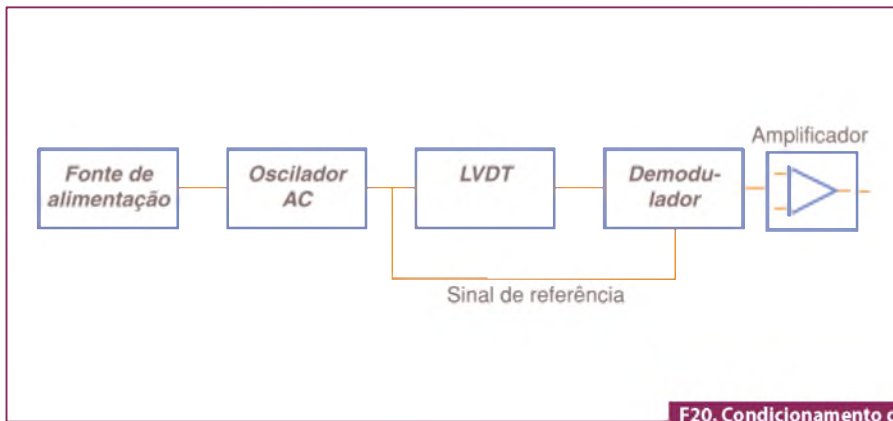 Amplificador
Fonte de
alimentação
Oscilador
AC
LVDT
Demodu-
lador
Sinal de referência
F20. Condicionamento d